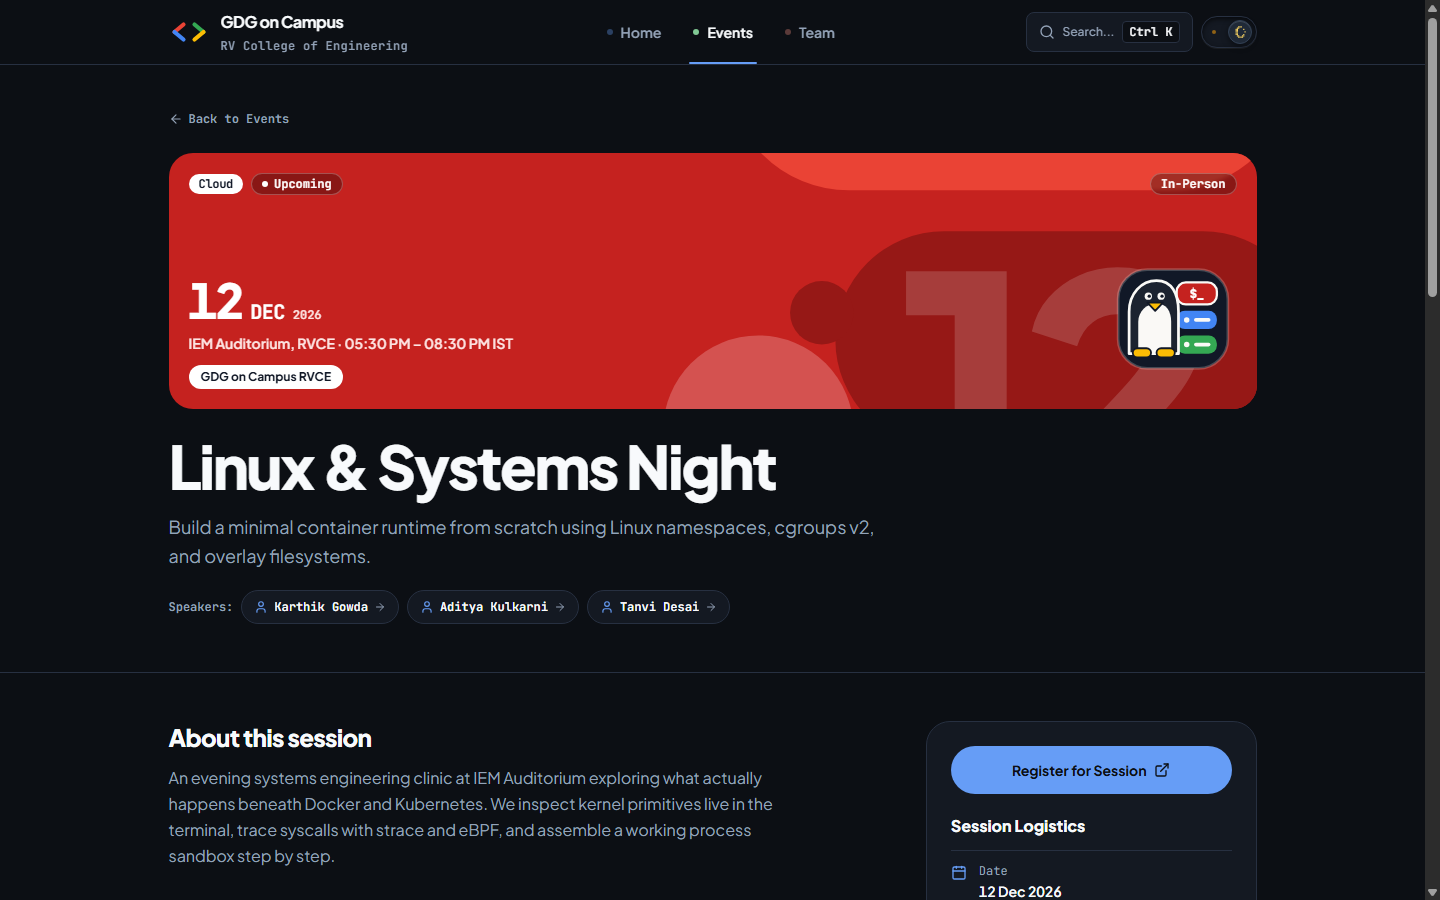 GDG on Campus
RV College of Engineering
Home
Events
Team
Search...
Ctrl K
Back to Events
Cloud
Upcoming
In-Person
12 DEC 2026
12
$_
IEM Auditorium, RVCE · 05:30 PM – 08:30 PM IST
GDG on Campus RVCE
Linux & Systems Night
Build a minimal container runtime from scratch using Linux namespaces, cgroups v2,
and overlay filesystems.
Speakers:
Karthik Gowda
Aditya Kulkarni
Tanvi Desai
About this session
An evening systems engineering clinic at IEM Auditorium exploring what actually
happens beneath Docker and Kubernetes. We inspect kernel primitives live in the
terminal, trace syscalls with strace and eBPF, and assemble a working process
sandbox step by step.
Register for Session
Session Logistics
Date
12 Dec 2026